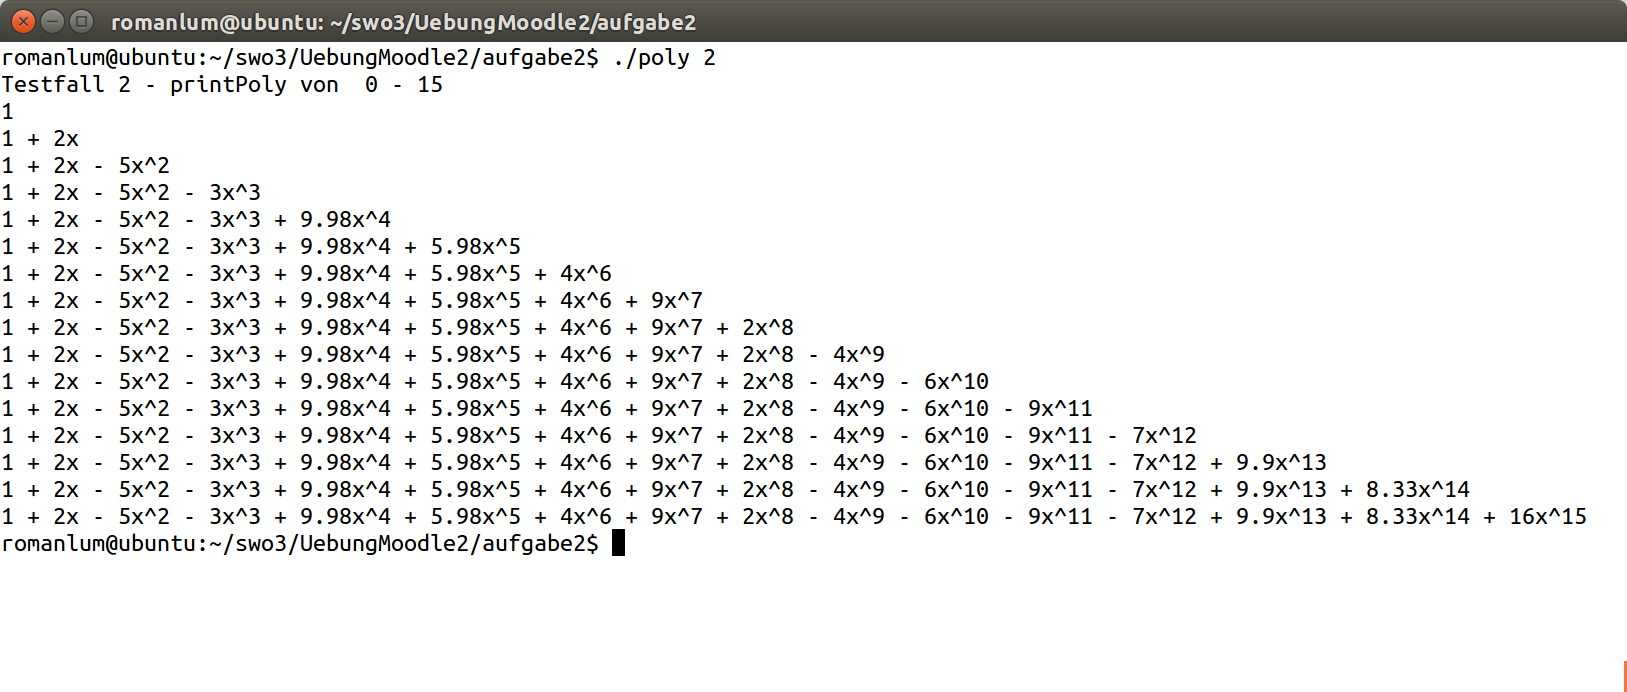 romanlum@ubuntu: ~/swo3/UebungMoodle2/aufgabe2
romanlum@ubuntu:~/swo3/UebungMoodle2/aufgabe2$ ./poly 2
Testfall 2 - printPoly von  0 - 15
1
1 + 2x
1 + 2x - 5x^2
1 + 2x - 5x^2 - 3x^3
1 + 2x - 5x^2 - 3x^3 + 9.98x^4
1 + 2x - 5x^2 - 3x^3 + 9.98x^4 + 5.98x^5
1 + 2x - 5x^2 - 3x^3 + 9.98x^4 + 5.98x^5 + 4x^6
1 + 2x - 5x^2 - 3x^3 + 9.98x^4 + 5.98x^5 + 4x^6 + 9x^7
1 + 2x - 5x^2 - 3x^3 + 9.98x^4 + 5.98x^5 + 4x^6 + 9x^7 + 2x^8
1 + 2x - 5x^2 - 3x^3 + 9.98x^4 + 5.98x^5 + 4x^6 + 9x^7 + 2x^8 - 4x^9
1 + 2x - 5x^2 - 3x^3 + 9.98x^4 + 5.98x^5 + 4x^6 + 9x^7 + 2x^8 - 4x^9 - 6x^10
1 + 2x - 5x^2 - 3x^3 + 9.98x^4 + 5.98x^5 + 4x^6 + 9x^7 + 2x^8 - 4x^9 - 6x^10 - 9x^11
1 + 2x - 5x^2 - 3x^3 + 9.98x^4 + 5.98x^5 + 4x^6 + 9x^7 + 2x^8 - 4x^9 - 6x^10 - 9x^11 - 7x^12
1 + 2x - 5x^2 - 3x^3 + 9.98x^4 + 5.98x^5 + 4x^6 + 9x^7 + 2x^8 - 4x^9 - 6x^10 - 9x^11 - 7x^12 + 9.9x^13
1 + 2x - 5x^2 - 3x^3 + 9.98x^4 + 5.98x^5 + 4x^6 + 9x^7 + 2x^8 - 4x^9 - 6x^10 - 9x^11 - 7x^12 + 9.9x^13 + 8.33x^14
1 + 2x - 5x^2 - 3x^3 + 9.98x^4 + 5.98x^5 + 4x^6 + 9x^7 + 2x^8 - 4x^9 - 6x^10 - 9x^11 - 7x^12 + 9.9x^13 + 8.33x^14 + 16x^15
romanlum@ubuntu:~/swo3/UebungMoodle2/aufgabe2$